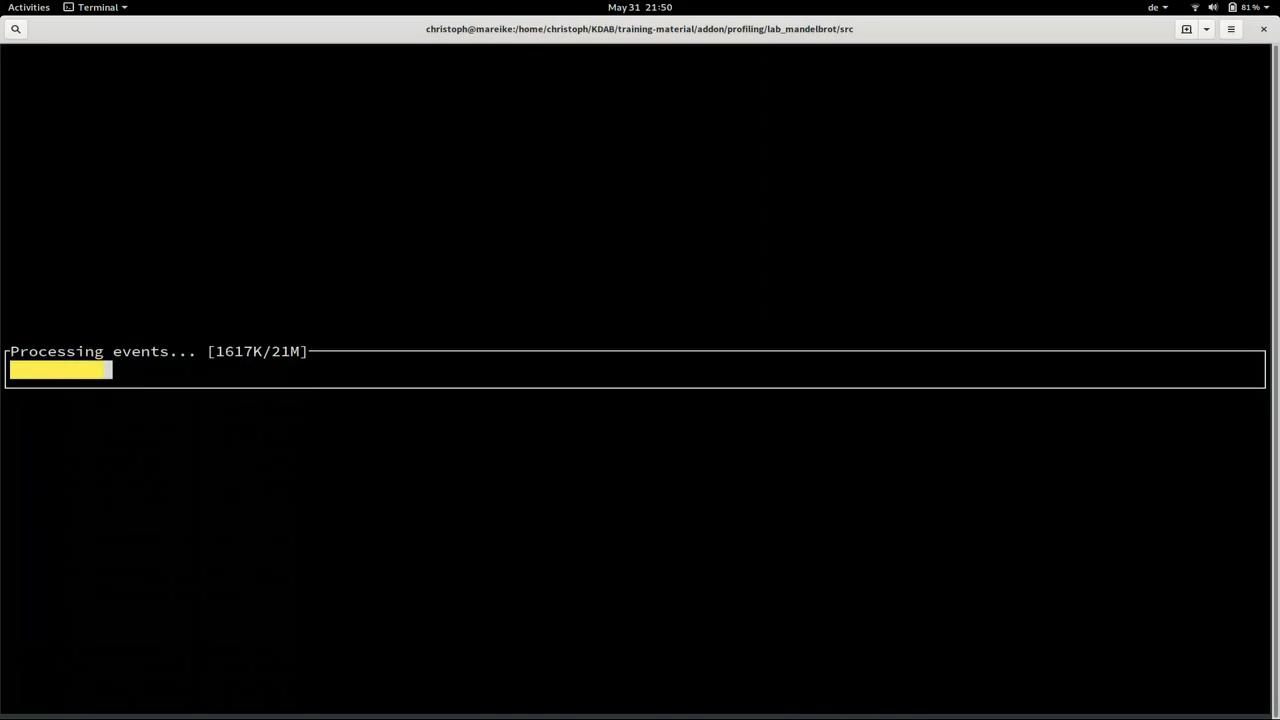 Activities Terminal May 31 21:50 de 81 %
christoph@mareike:/home/christoph/KDAB/training-material/addon/profiling/lab_mandelbrot/src
Processing events... [1617K/21M]